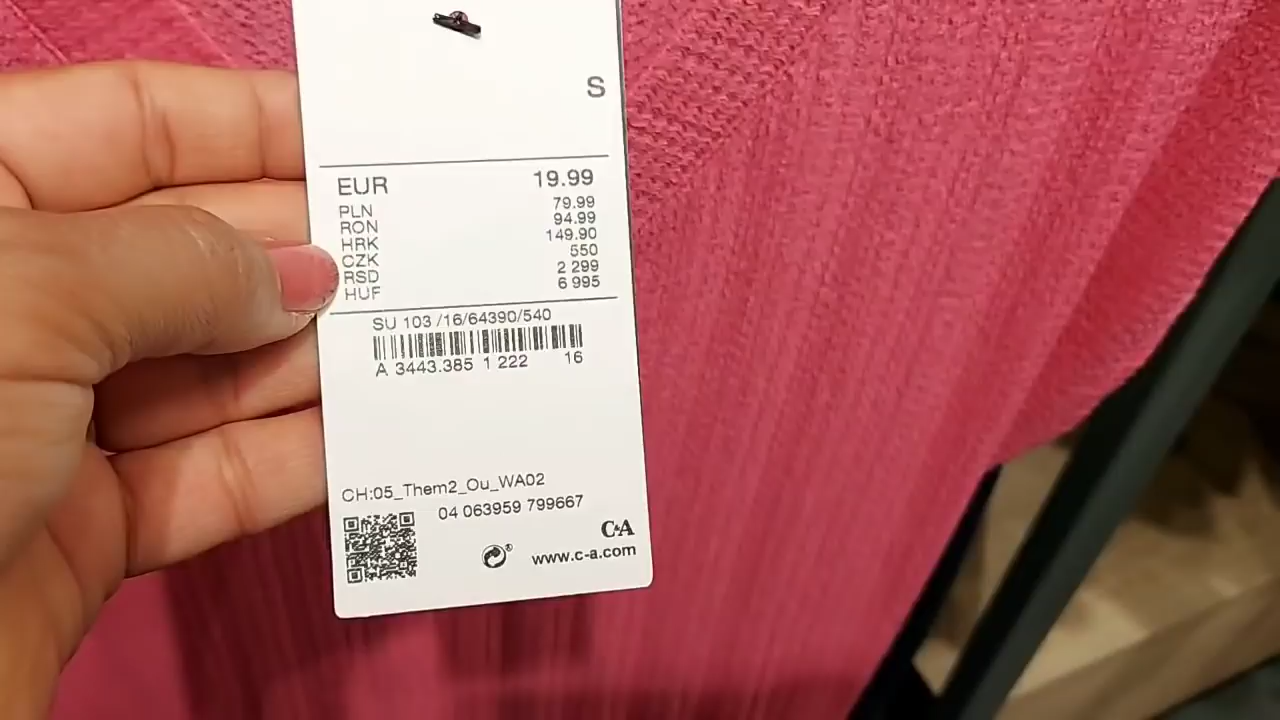 S
EUR 19.99
PLN 79.99
RON 94.99
HRK 149.90
CZK 550
RSD 2 299
HUF 6 995
SU 103 /16/64390/540
A 3443.385 1 222 16
CH:05_Them2_Ou_WA02
04 063959 799667
C&A
www.c-a.com